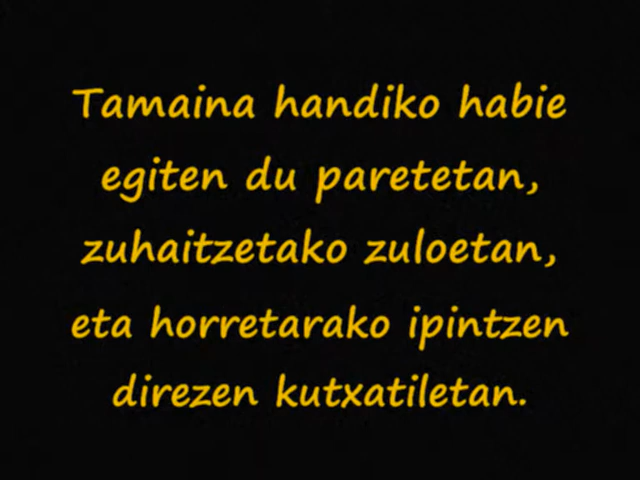 Tamaina handiko habie
egiten du paretetan,
zuhaitzetako zuloetan,
eta horretarako ipintzen
direzen kutxatiletan.